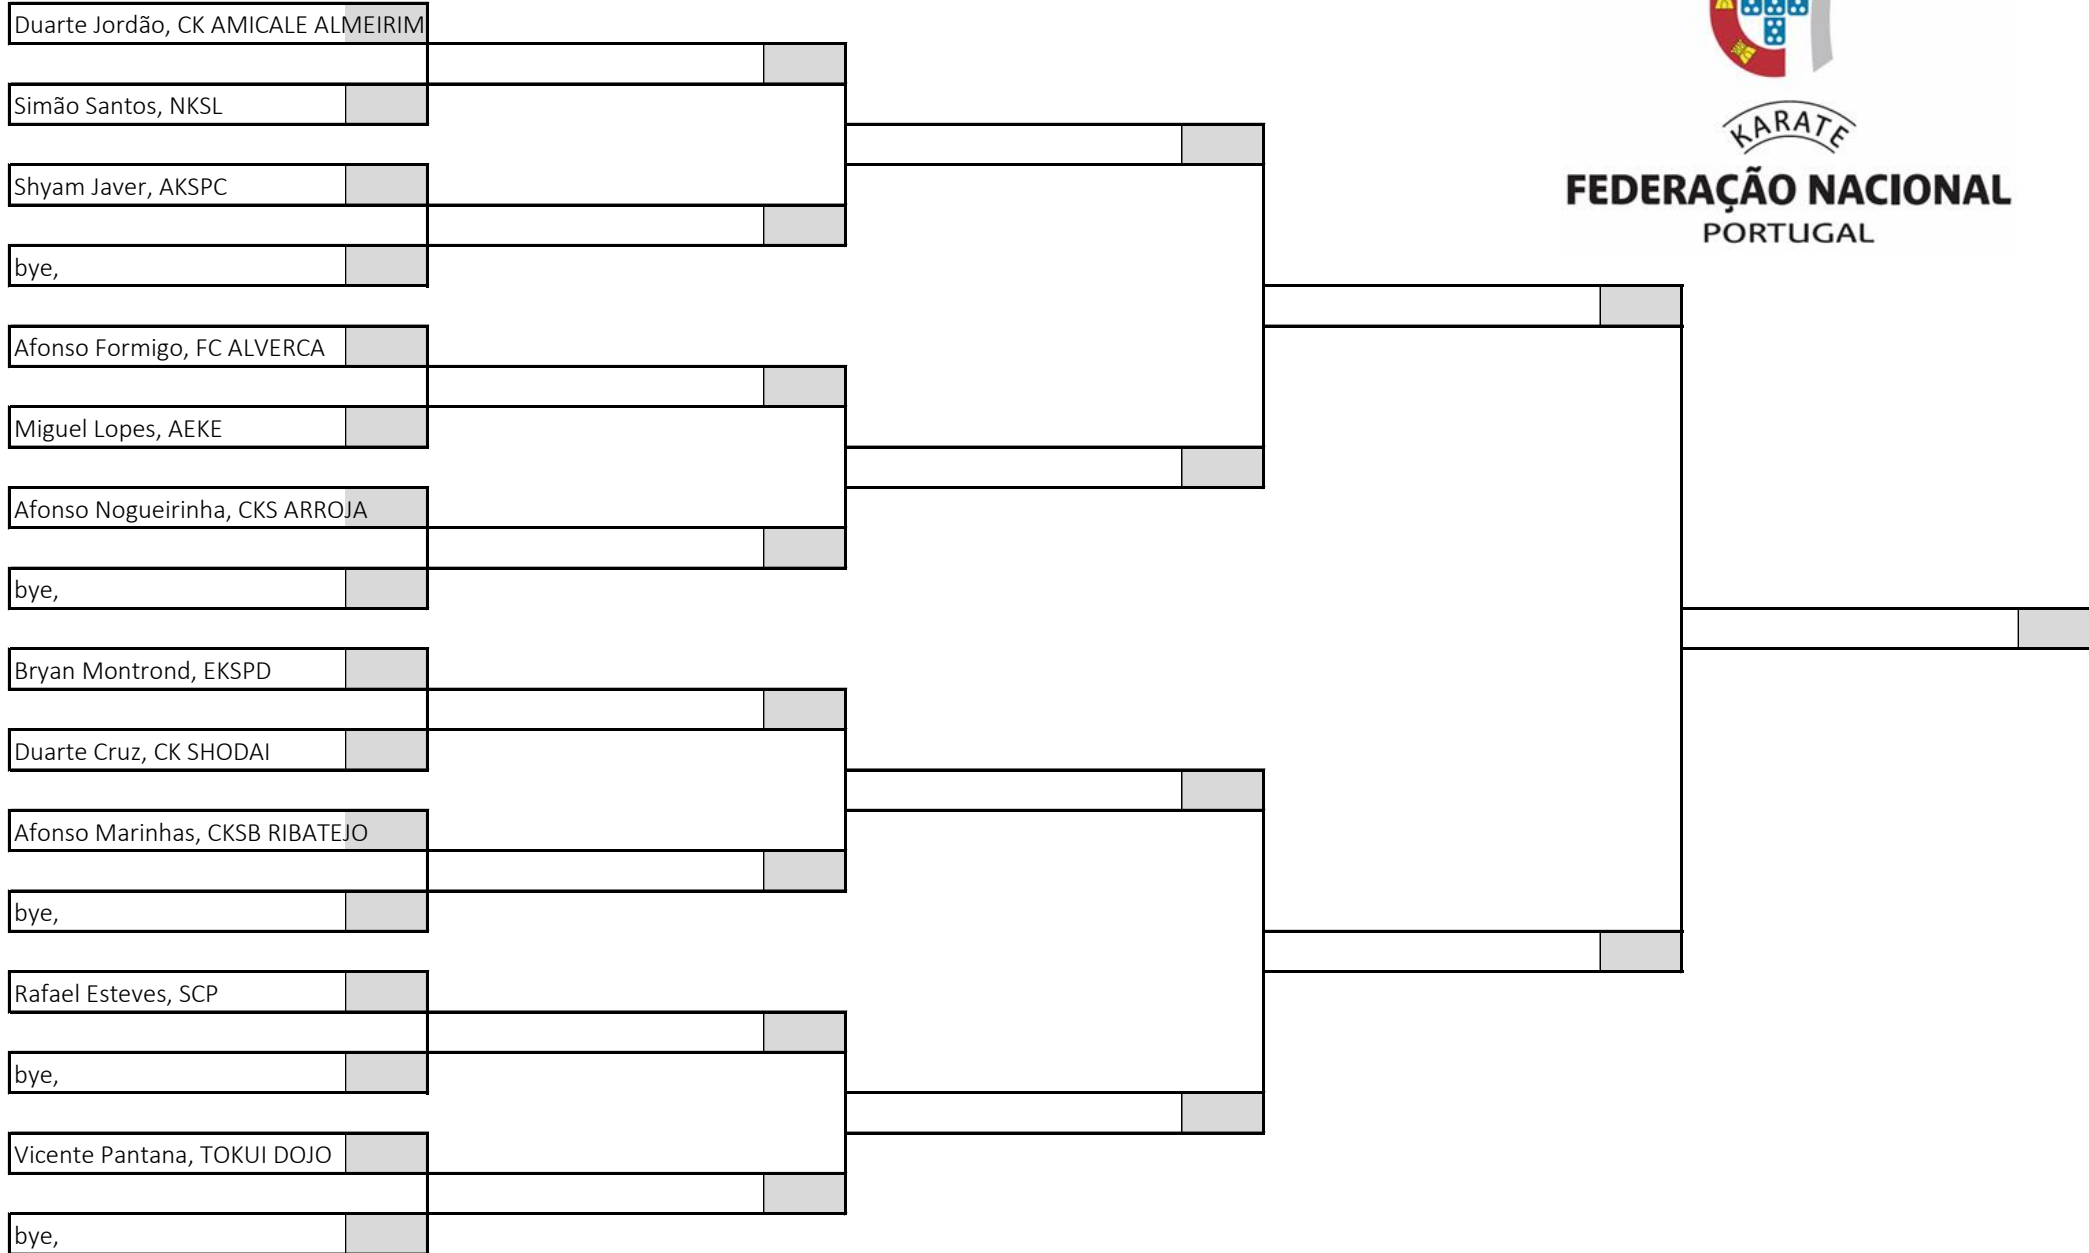 Duarte Jordão, CK AMICALE ALMEIRIM
Simão Santos, NKSL
Shyam Javer, AKSPC
bye,
Afonso Formigo, FC ALVERCA
Miguel Lopes, AEKE
Afonso Nogueirinha, CKS ARROJA
bye,
Bryan Montrond, EKSPD
Duarte Cruz, CK SHODAI
Afonso Marinhas, CKSB RIBATEJO
bye,
Rafael Esteves, SCP
bye,
Vicente Pantana, TOKUI DOJO
bye,
KARATE
FEDERAÇÃO NACIONAL
PORTUGAL